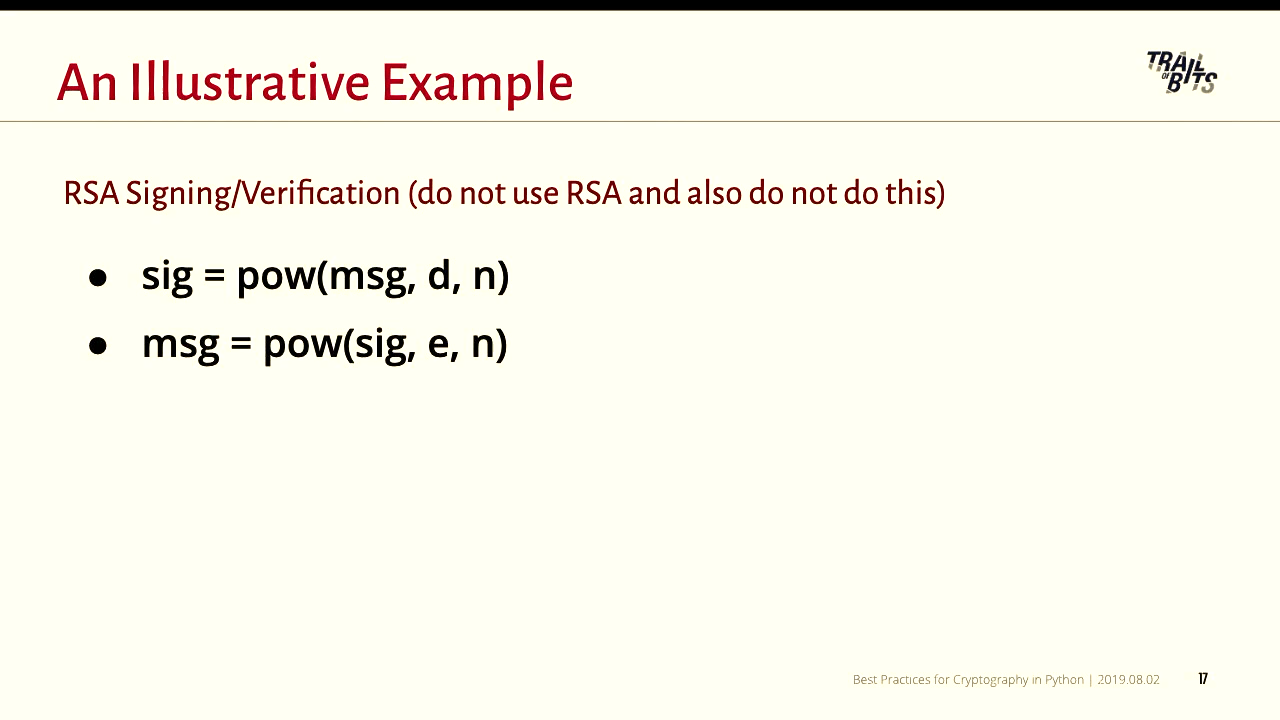 An Illustrative Example
TRAIL
OF
BITS
RSA Signing/Verification (do not use RSA and also do not do this)
● sig = pow(msg, d, n)
● msg = pow(sig, e, n)
Best Practices for Cryptography in Python | 2019.08.02 17